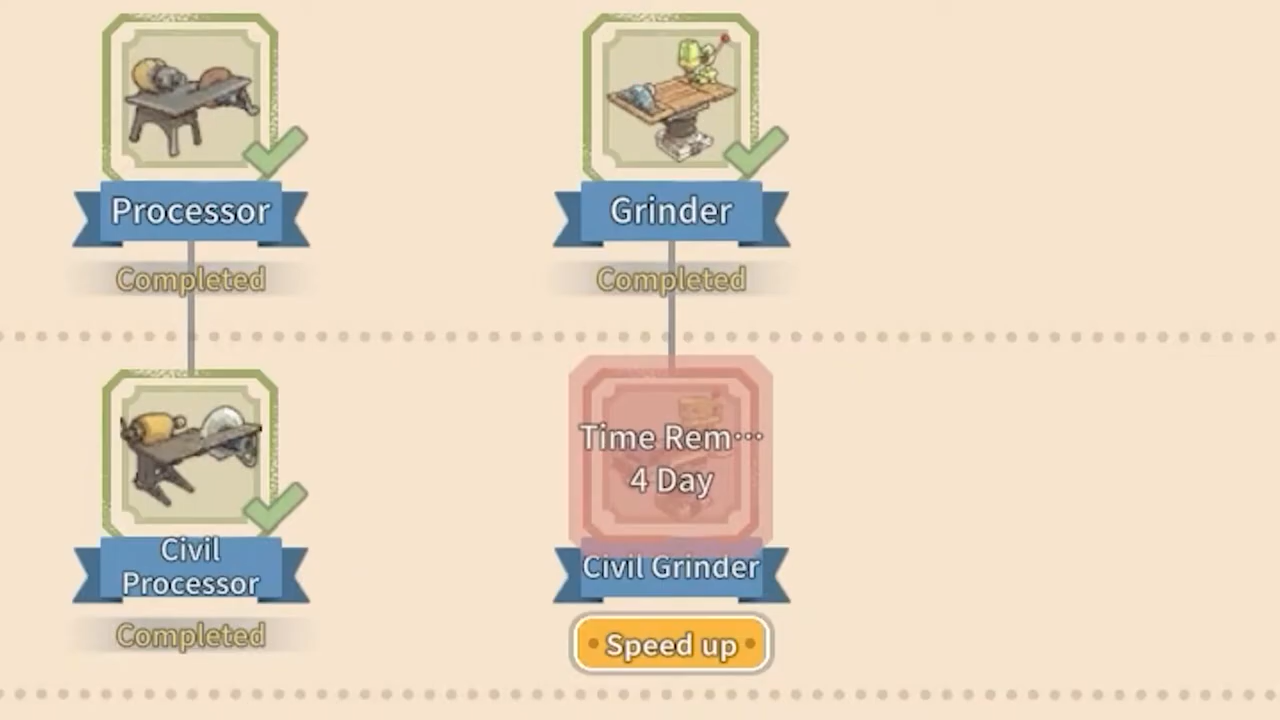 Processor
Grinder
Completed
Completed
Civil
Processor
Time Rem…
4 Day
Civil Grinder
Completed
Speed up